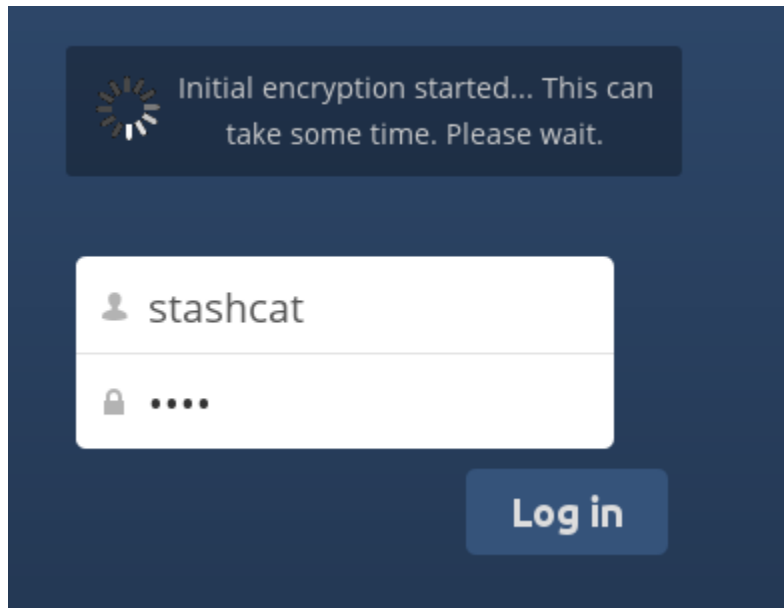 Initial encryption started... This can
take some time. Please wait.
stashcat
••••
Log in